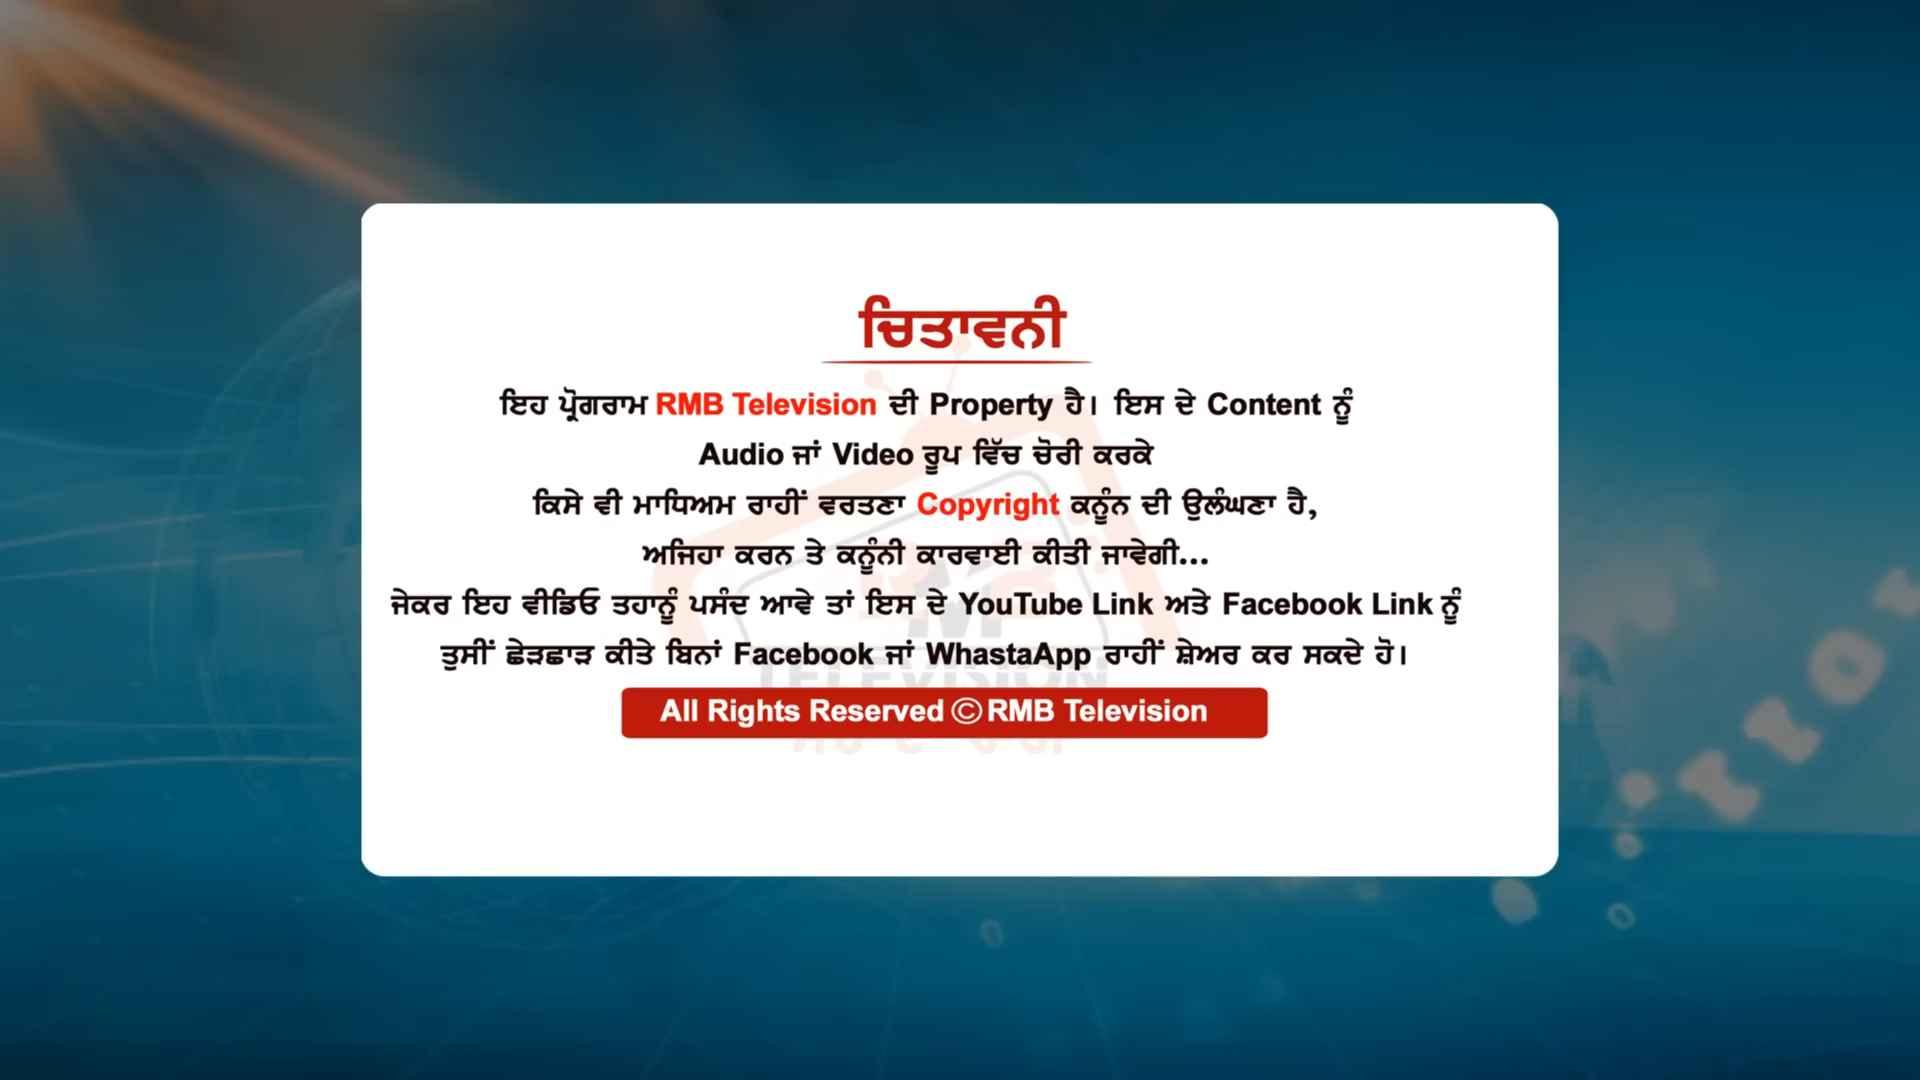 ਚਿਤਾਵਨੀ
ਇਹ ਪ੍ਰੋਗਰਾਮ RMB Television ਦੀ Property ਹੈ। ਇਸ ਦੇ Content ਨੂੰ
Audio ਜਾਂ Video ਰੂਪ ਵਿੱਚ ਚੋਰੀ ਕਰਕੇ
ਕਿਸੇ ਵੀ ਮਾਧਿਅਮ ਰਾਹੀਂ ਵਰਤਣਾ Copyright ਕਨੂੰਨ ਦੀ ਉਲੰਘਣਾ ਹੈ,
ਅਜਿਹਾ ਕਰਨ ਤੇ ਕਨੂੰਨੀ ਕਾਰਵਾਈ ਕੀਤੀ ਜਾਵੇਗੀ...
ਜੇਕਰ ਇਹ ਵੀਡਿਓ ਤਹਾਨੂੰ ਪਸੰਦ ਆਵੇ ਤਾਂ ਇਸ ਦੇ YouTube Link ਅਤੇ Facebook Link ਨੂੰ
ਤੁਸੀਂ ਛੇੜਛਾੜ ਕੀਤੇ ਬਿਨਾਂ Facebook ਜਾਂ WhastaApp ਰਾਹੀਂ ਸ਼ੇਅਰ ਕਰ ਸਕਦੇ ਹੋ।
TELEVISION
All Rights Reserved © RMB Television